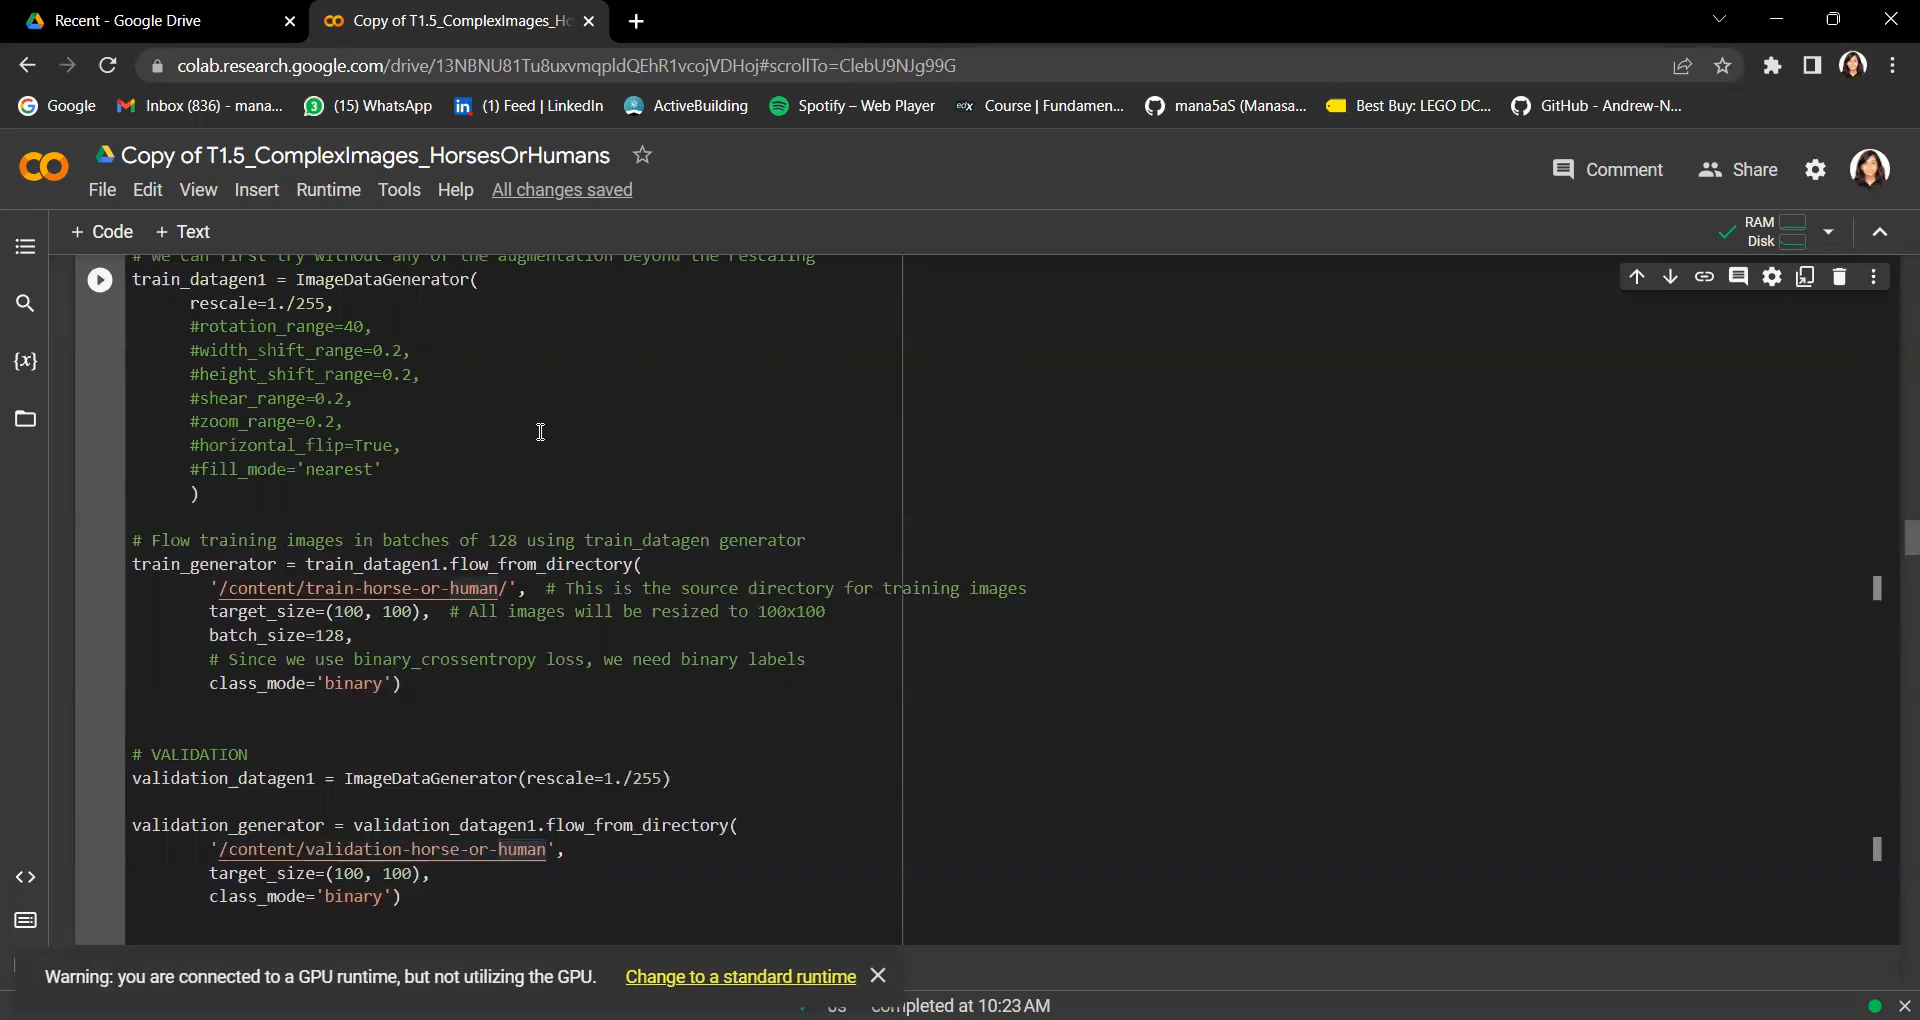 Recent - Google Drive
Copy of T1.5_ComplexImages_Ho
colab.research.google.com/drive/13NBNU81Tu8uxvmqpldQEhR1vcojVDHoj#scrollTo=ClebU9NJg99G
Google
Inbox (836) - mana...
(15) WhatsApp
(1) Feed | LinkedIn
ActiveBuilding
Spotify – Web Player
edX Course | Fundamen...
mana5aS (Manasa...
Best Buy: LEGO DC...
GitHub - Andrew-N...
CO
Copy of T1.5_ComplexImages_HorsesOrHumans
Comment
Share
File Edit View Insert Runtime Tools Help All changes saved
+ Code + Text
RAM
Disk
# We can first try without any of the augmentation beyond the rescaling
train_datagen1 = ImageDataGenerator(
rescale=1./255,
#rotation_range=40,
#width_shift_range=0.2,
#height_shift_range=0.2,
#shear_range=0.2,
#zoom_range=0.2,
#horizontal_flip=True,
#fill_mode='nearest'
)
# Flow training images in batches of 128 using train_datagen generator
train_generator = train_datagen1.flow_from_directory(
'/content/train-horse-or-human/', # This is the source directory for training images
target_size=(100, 100), # All images will be resized to 100x100
batch_size=128,
# Since we use binary_crossentropy loss, we need binary labels
class_mode='binary')
# VALIDATION
validation_datagen1 = ImageDataGenerator(rescale=1./255)
validation_generator = validation_datagen1.flow_from_directory(
'/content/validation-horse-or-human',
target_size=(100, 100),
class_mode='binary')
{x}
<>
Warning: you are connected to a GPU runtime, but not utilizing the GPU. Change to a standard runtime
completed at 10:23 AM